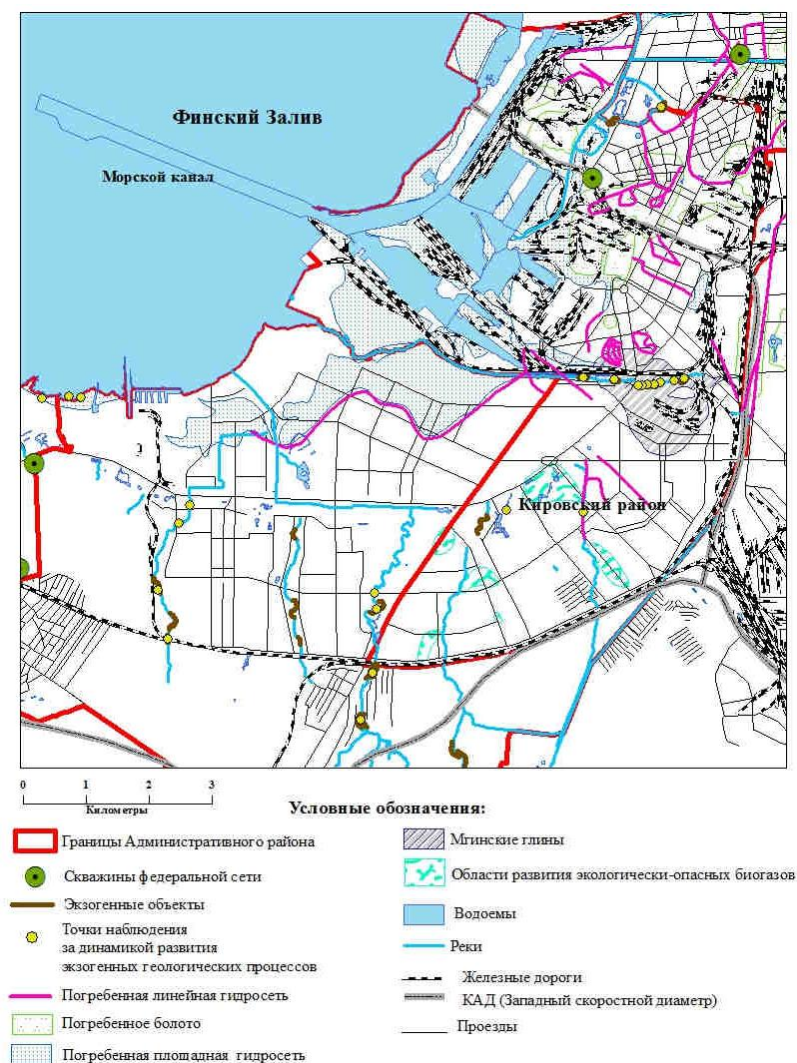 Финский Залив
Морской канал
Кировский район
0 1 2 3
Километры
Условные обозначения:
Границы Административного района
Скважины федеральной сети
Экзогенные объекты
Точки наблюдения
за динамикой развития
экзогенных геологических процессов
Погребенная линейная гидросеть
Погребенное болото
Погребенная площадная гидросеть
Мгинские глины
Области развития экологически-опасных биогазов
Водоемы
Реки
Железные дороги
КАД (Западный скоростной диаметр)
Проезды